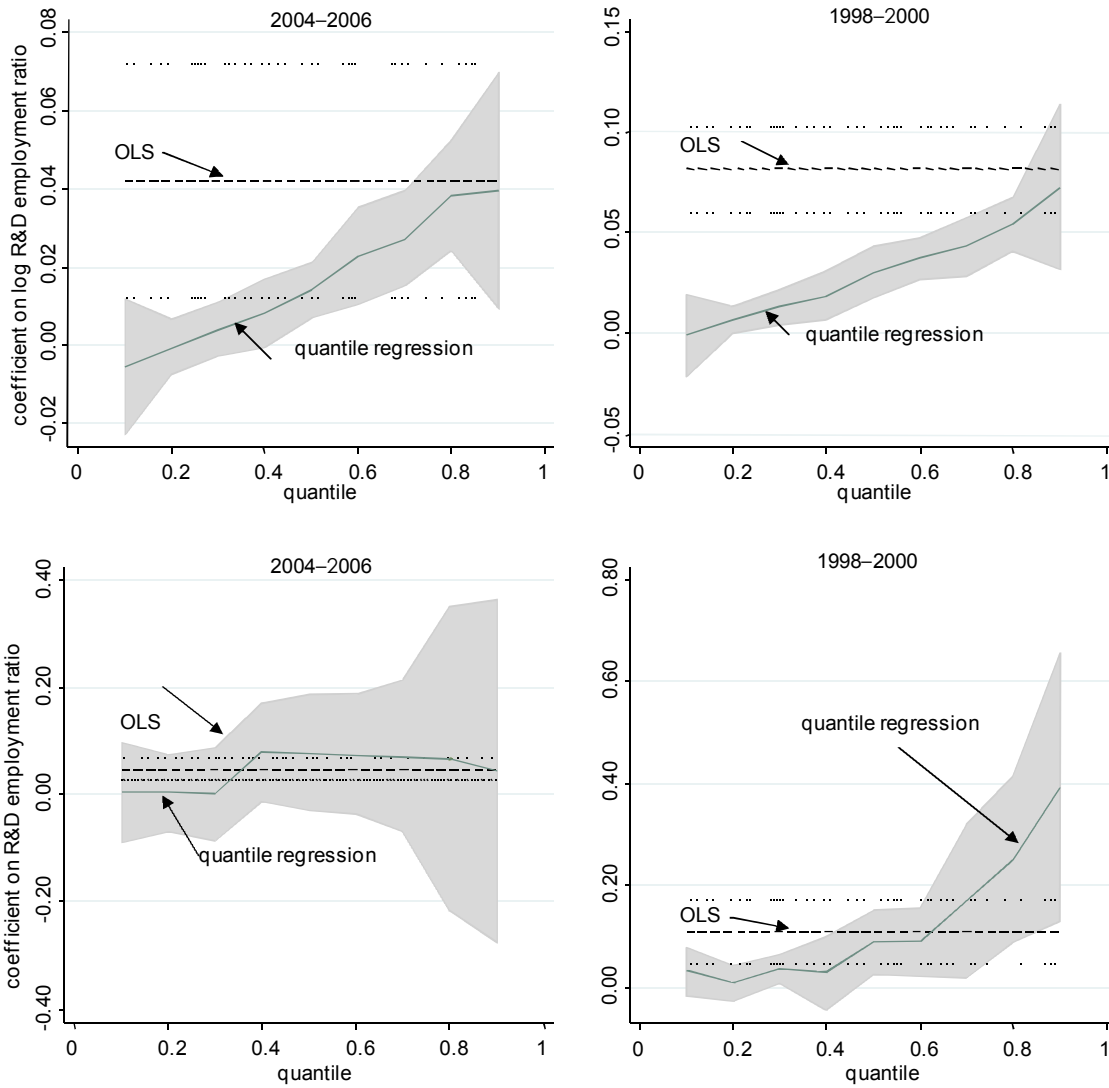 2004–2006
coefficient on log R&D employment ratio
0.08
0.06
0.04
0.02
0.00
-0.02
OLS
quantile regression
0 0.2 0.4 0.6 0.8 1
quantile
1998–2000
0.15
0.10
0.05
0.00
-0.05
OLS
quantile regression
0 0.2 0.4 0.6 0.8 1
quantile
2004–2006
coefficient on R&D employment ratio
0.40
0.20
0.00
-0.20
-0.40
OLS
quantile regression
0 0.2 0.4 0.6 0.8 1
quantile
1998–2000
0.80
0.60
0.40
0.20
0.00
quantile regression
OLS
0 0.2 0.4 0.6 0.8 1
quantile